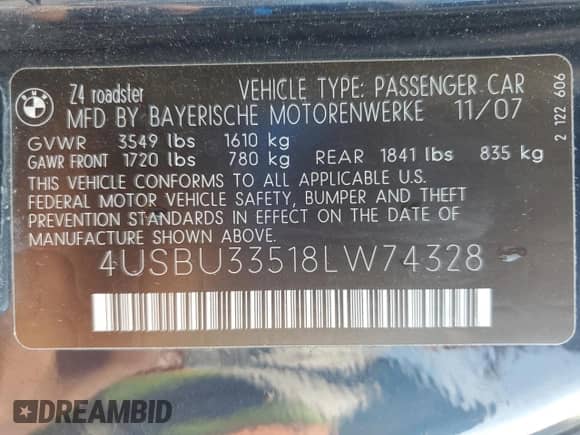 Z4 roadster VEHICLE TYPE: PASSENGER CAR
MFD BY BAYERISCHE MOTORENWERKE 11/07
GVWR 3549 lbs 1610 kg
GAWR FRONT 1720 lbs 780 kg REAR 1841 lbs 835 kg
THIS VEHICLE CONFORMS TO ALL APPLICABLE U.S.
FEDERAL MOTOR VEHICLE SAFETY, BUMPER AND THEFT
PREVENTION STANDARDS IN EFFECT ON THE DATE OF
MANUFACTURE SHOWN ABOVE.
4USBU33518LW74328
2 122 606
BMW
DREAMBID